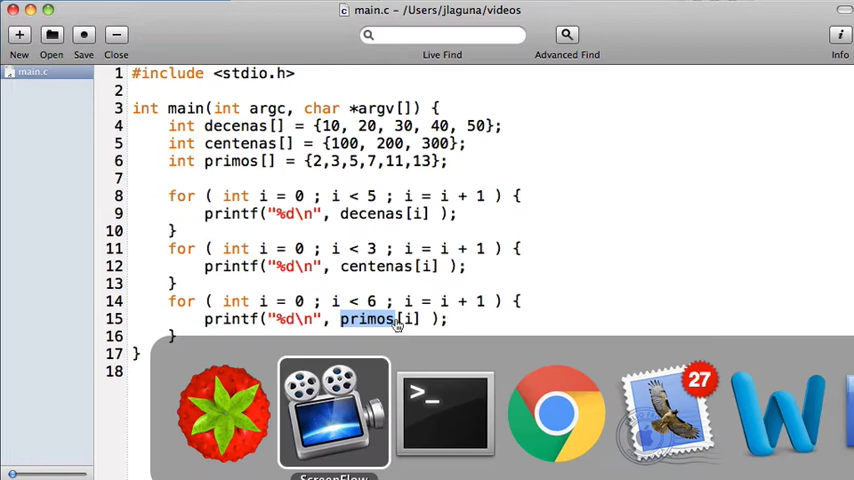 main.c - /Users/jlaguna/videos
New Open Save Close
Live Find
Advanced Find
Info
main.c
1 #include <stdio.h>
2
3 int main(int argc, char *argv[]) {
4 int decenas[] = {10, 20, 30, 40, 50};
5 int centenas[] = {100, 200, 300};
6 int primos[] = {2,3,5,7,11,13};
7
8 for ( int i = 0 ; i < 5 ; i = i + 1 ) {
9 printf("%d\n", decenas[i] );
10 }
11 for ( int i = 0 ; i < 3 ; i = i + 1 ) {
12 printf("%d\n", centenas[i] );
13 }
14 for ( int i = 0 ; i < 6 ; i = i + 1 ) {
15 printf("%d\n", primos[i] );
16 }
17 }
18
>_
27
W
ScreenFlow